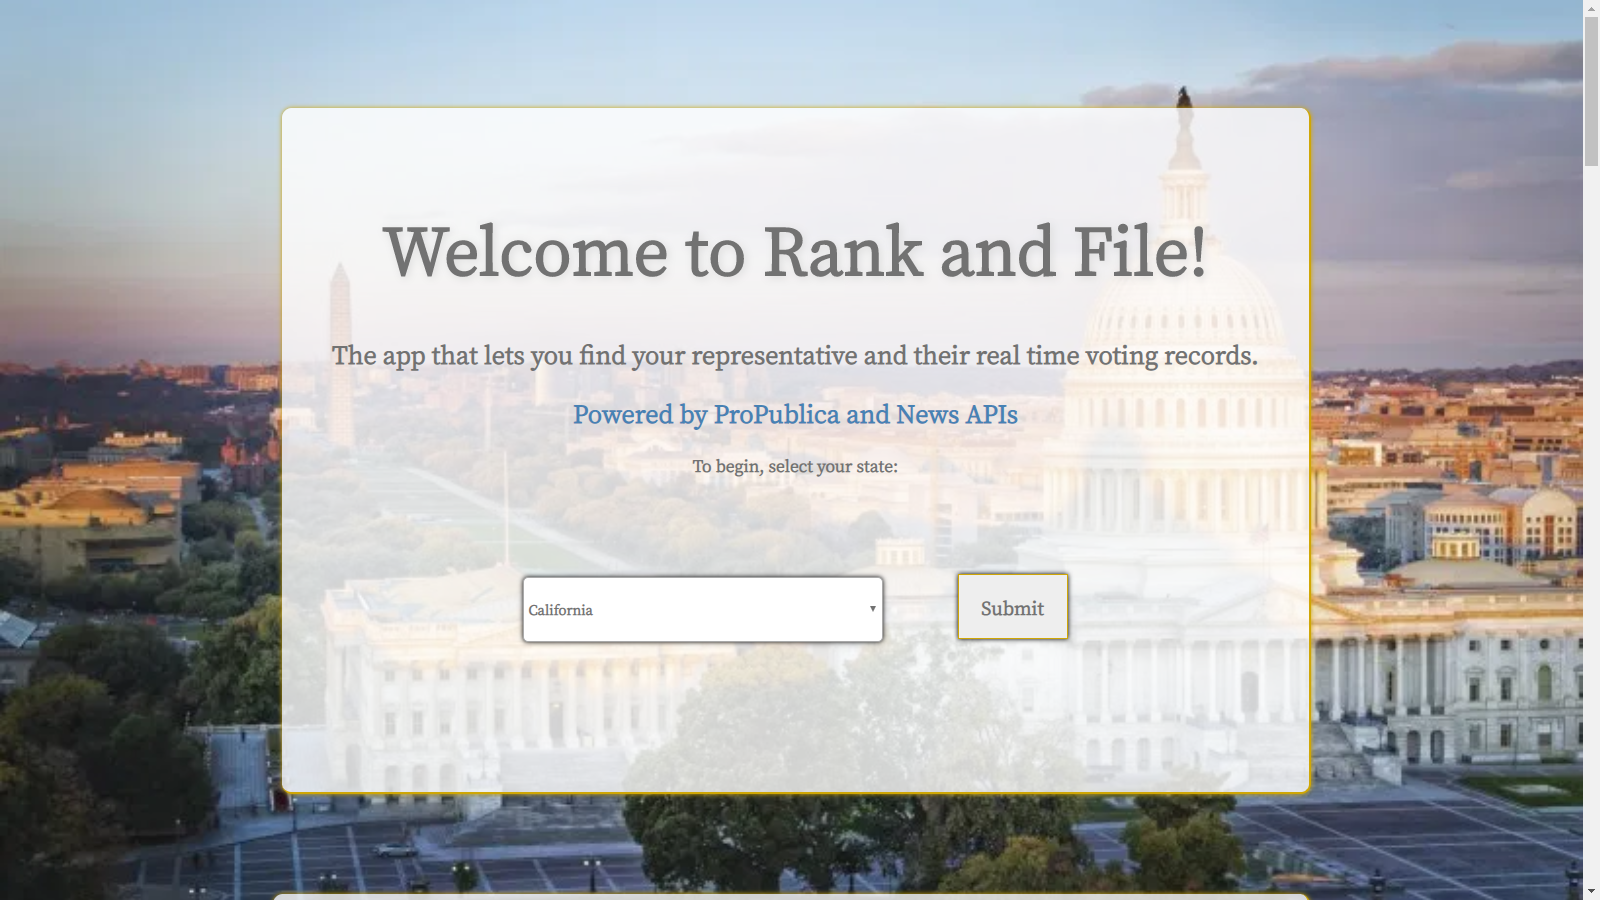 Welcome to Rank and File!
The app that lets you find your representative and their real time voting records.
Powered by ProPublica and News APIs
To begin, select your state:
California
Submit